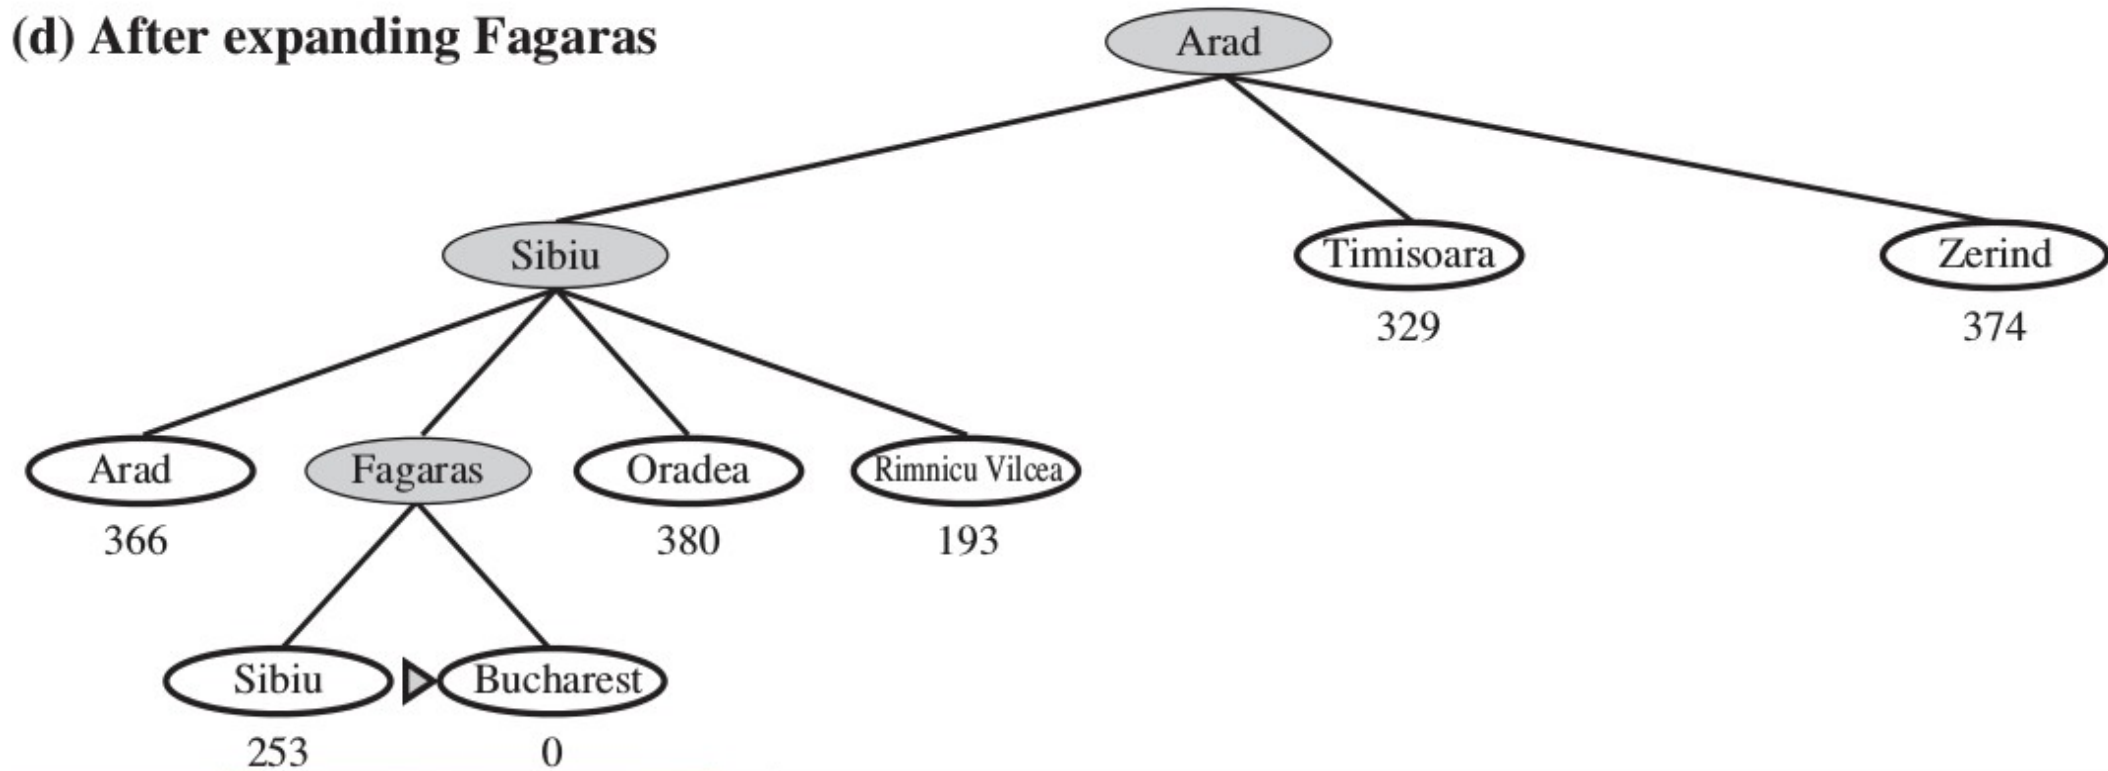 (d) After expanding Fagaras
Arad
Sibiu
Timisoara
Zerind
329
374
Arad
Fagaras
Oradea
Rimnicu Vilcea
366
380
193
Sibiu
Bucharest
253
0